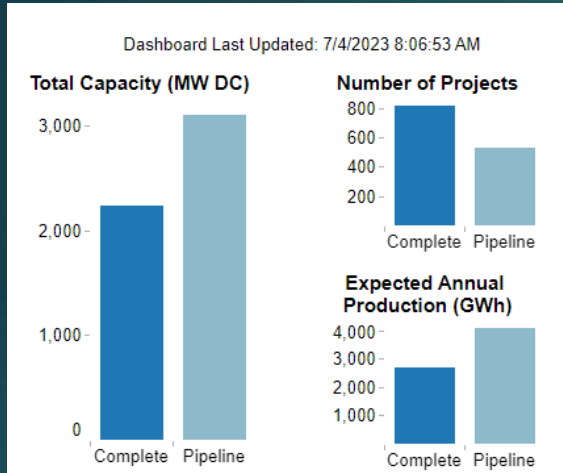 Dashboard Last Updated: 7/4/2023 8:06:53 AM
Total Capacity (MW DC)
3,000
2,000
1,000
0
Complete Pipeline
Number of Projects
800
600
400
200
Complete Pipeline
Expected Annual
Production (GWh)
4,000
3,000
2,000
1,000
Complete Pipeline